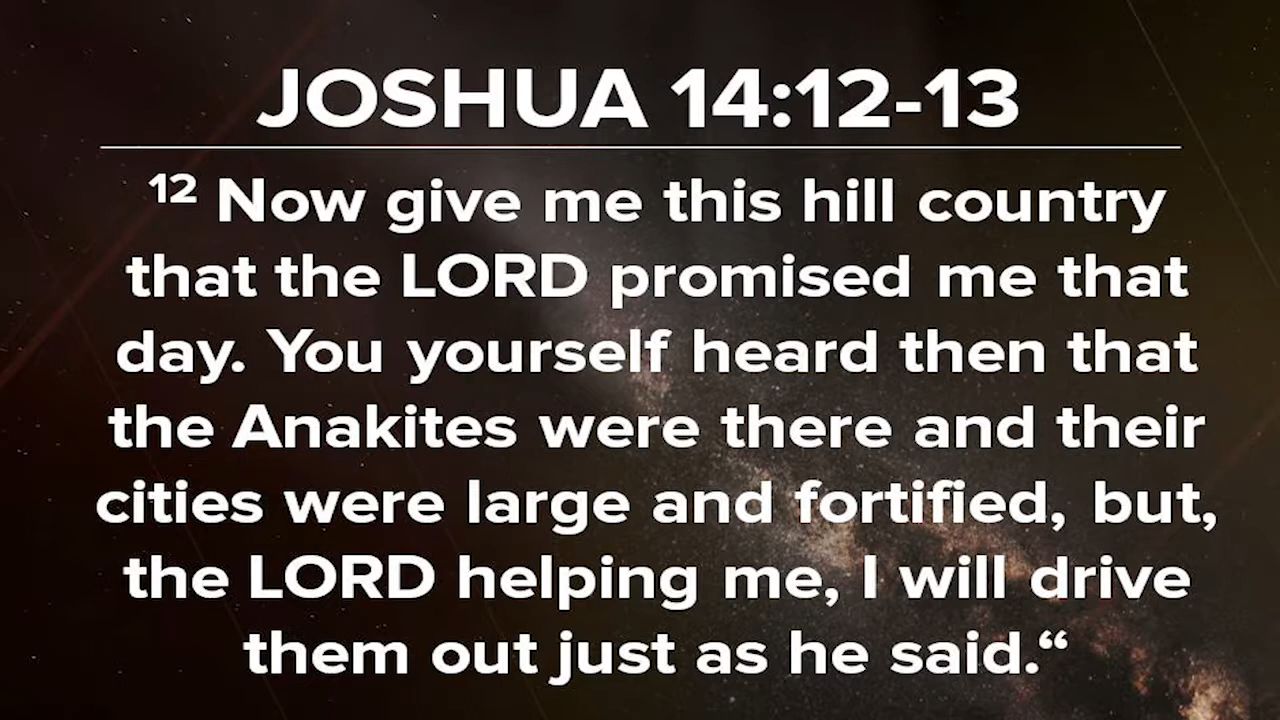 JOSHUA 14:12-13
¹² Now give me this hill country
that the LORD promised me that
day. You yourself heard then that
the Anakites were there and their
cities were large and fortified, but,
the LORD helping me, I will drive
them out just as he said.“